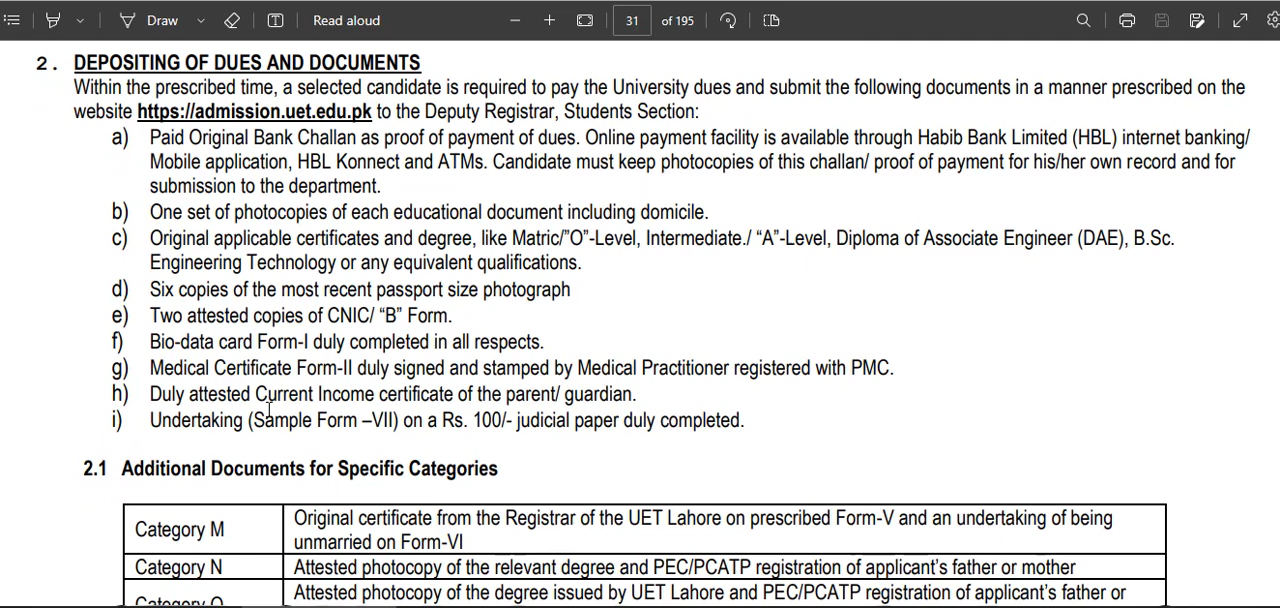 Draw
Read aloud
31 of 195
2. DEPOSITING OF DUES AND DOCUMENTS
Within the prescribed time, a selected candidate is required to pay the University dues and submit the following documents in a manner prescribed on the
website https://admission.uet.edu.pk to the Deputy Registrar, Students Section:
a) Paid Original Bank Challan as proof of payment of dues. Online payment facility is available through Habib Bank Limited (HBL) internet banking/
Mobile application, HBL Konnect and ATMs. Candidate must keep photocopies of this challan/ proof of payment for his/her own record and for
submission to the department.
b) One set of photocopies of each educational document including domicile.
c) Original applicable certificates and degree, like Matric/"O"-Level, Intermediate./ "A"-Level, Diploma of Associate Engineer (DAE), B.Sc.
Engineering Technology or any equivalent qualifications.
d) Six copies of the most recent passport size photograph
e) Two attested copies of CNIC/ "B" Form.
f) Bio-data card Form-I duly completed in all respects.
g) Medical Certificate Form-II duly signed and stamped by Medical Practitioner registered with PMC.
h) Duly attested Current Income certificate of the parent/ guardian.
i) Undertaking (Sample Form –VII) on a Rs. 100/- judicial paper duly completed.
2.1 Additional Documents for Specific Categories
Category M
Original certificate from the Registrar of the UET Lahore on prescribed Form-V and an undertaking of being
unmarried on Form-VI
Category N
Attested photocopy of the relevant degree and PEC/PCATP registration of applicant's father or mother
Category O
Attested photocopy of the degree issued by UET Lahore and PEC/PCATP registration of applicant's father or